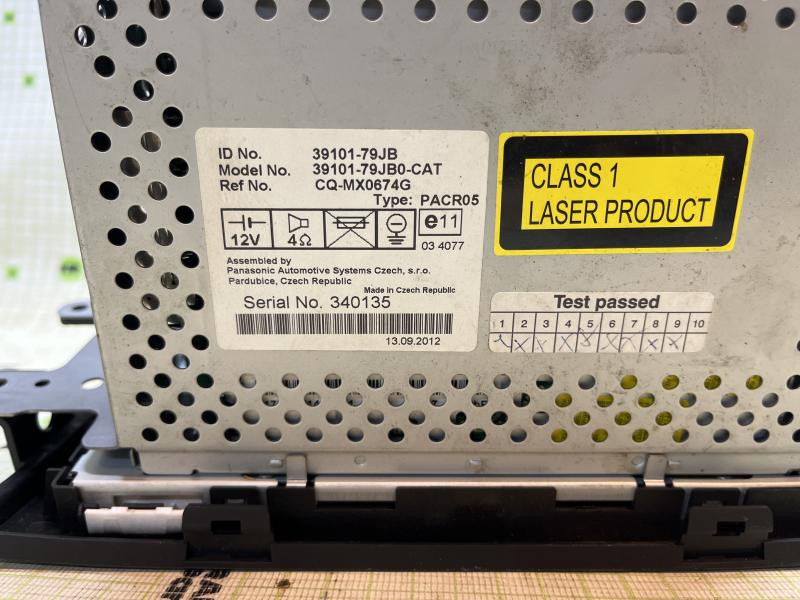 ID No. 39101-79JB
Model No. 39101-79JB0-CAT
Ref No. CQ-MX0674G
Type: PACR05
12V 4Ω e11
03 4077
Assembled by
Panasonic Automotive Systems Czech, s.r.o.
Pardubice, Czech Republic
Made in Czech Republic
Serial No. 340135
13.09.2012
CLASS 1
LASER PRODUCT
Test passed
1 2 3 4 5 6 7 8 9 10